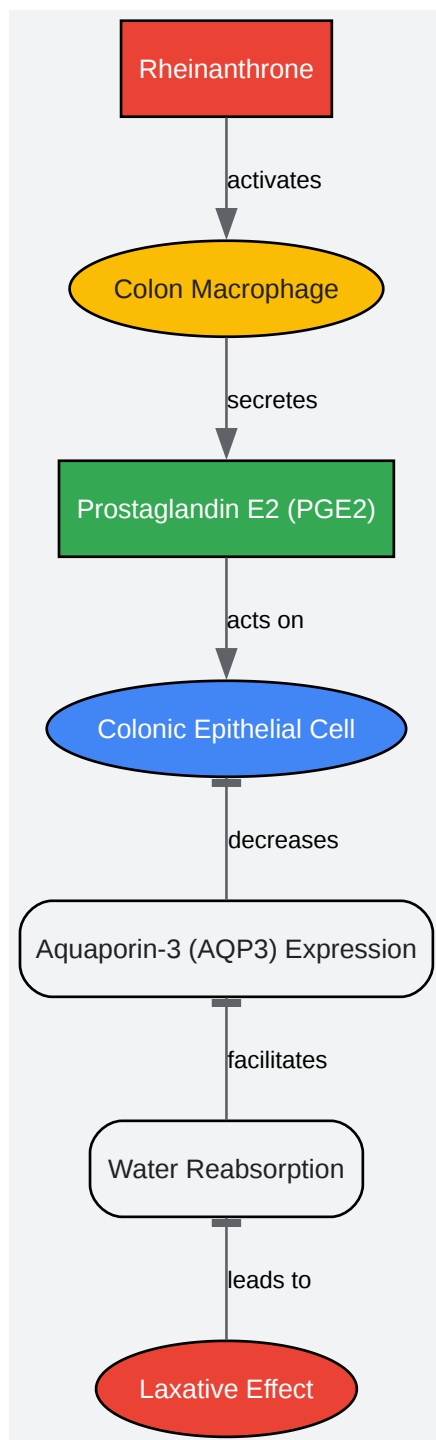 Rheinanthrone
activates
Colon Macrophage
secretes
Prostaglandin E2 (PGE2)
acts on
Colonic Epithelial Cell
decreases
Aquaporin-3 (AQP3) Expression
facilitates
Water Reabsorption
leads to
Laxative Effect